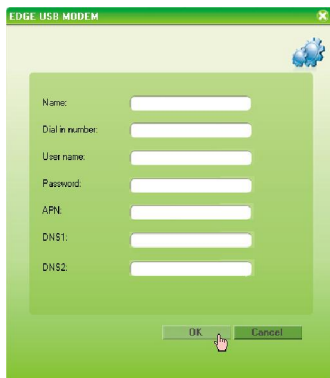 EDGE USB MODEM
Name:
Dial in number:
User name:
Password:
APN:
DNS1:
DNS2:
OK Cancel